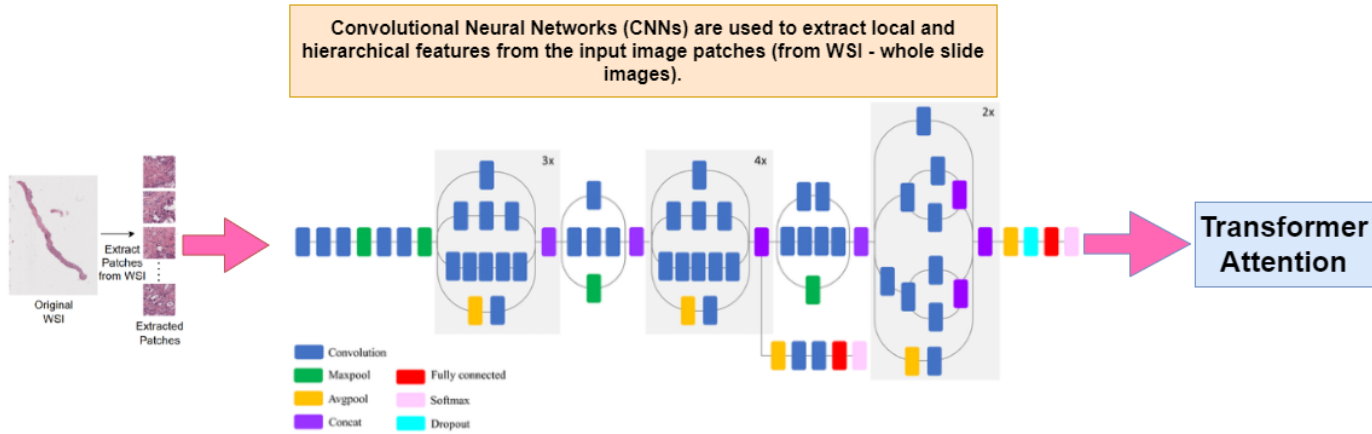 Convolutional Neural Networks (CNNs) are used to extract local and
hierarchical features from the input image patches (from WSI - whole slide
images).
3x
4x
2x
Extract
Patches
from WSI
Original
WSI
Extracted
Patches
Transformer
Attention
Convolution
Maxpool
Avgpool
Concat
Fully connected
Softmax
Dropout